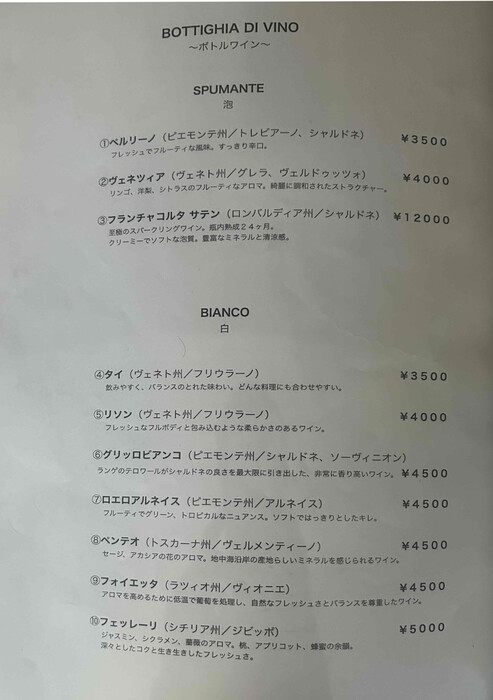 BOTTIGHIA DI VINO
〜ボトルワイン〜
SPUMANTE
泡
①ペルリーノ（ピエモンテ州／トレビアーノ、シャルドネ） ￥3500
フレッシュでフルーティな風味。すっきり辛口。
②ヴェネツィア（ヴェネト州／グレラ、ヴェルドゥッツォ） ￥4000
リンゴ、洋梨、シトラスのフルーティなアロマ。綺麗に調和されたストラクチャー。
③フランチャコルタ サテン（ロンバルディア州／シャルドネ） ￥12000
至極のスパークリングワイン。瓶内熟成２４ヶ月。
クリーミーでソフトな泡質。豊富なミネラルと清涼感。
BIANCO
白
④タイ（ヴェネト州／フリウラーノ） ￥3500
飲みやすく、バランスのとれた味わい。どんな料理にも合わせやすい。
⑤リソン（ヴェネト州／フリウラーノ） ￥4000
フレッシュなフルボディと包み込むような柔らかさのあるワイン。
⑥グリッロビアンコ（ピエモンテ州／シャルドネ、ソーヴィニオン）
ランゲのテロワールがシャルドネの良さを最大限に引き出した、非常に香り高いワイン。 ￥4500
⑦ロエロアルネイス（ピエモンテ州／アルネイス） ￥4500
フルーティでグリーン、トロピカルなニュアンス。ソフトではっきりとしたキレ。
⑧ペンテオ（トスカーナ州／ヴェルメンティーノ） ￥4500
セージ、アカシアの花のアロマ。地中海沿岸の産地らしいミネラルを感じられるワイン。
⑨フォイエッタ（ラツィオ州／ヴィオニエ） ￥4500
アロマを高めるために低温で葡萄を処理し、自然なフレッシュさとバランスを尊重したワイン。
⑩フェッレーリ（シチリア州／ジビッボ） ￥5000
ジャスミン、シクラメン、薔薇のアロマ。桃、アプリコット、蜂蜜の余韻。
深々としたコクと生き生きしたフレッシュさ。